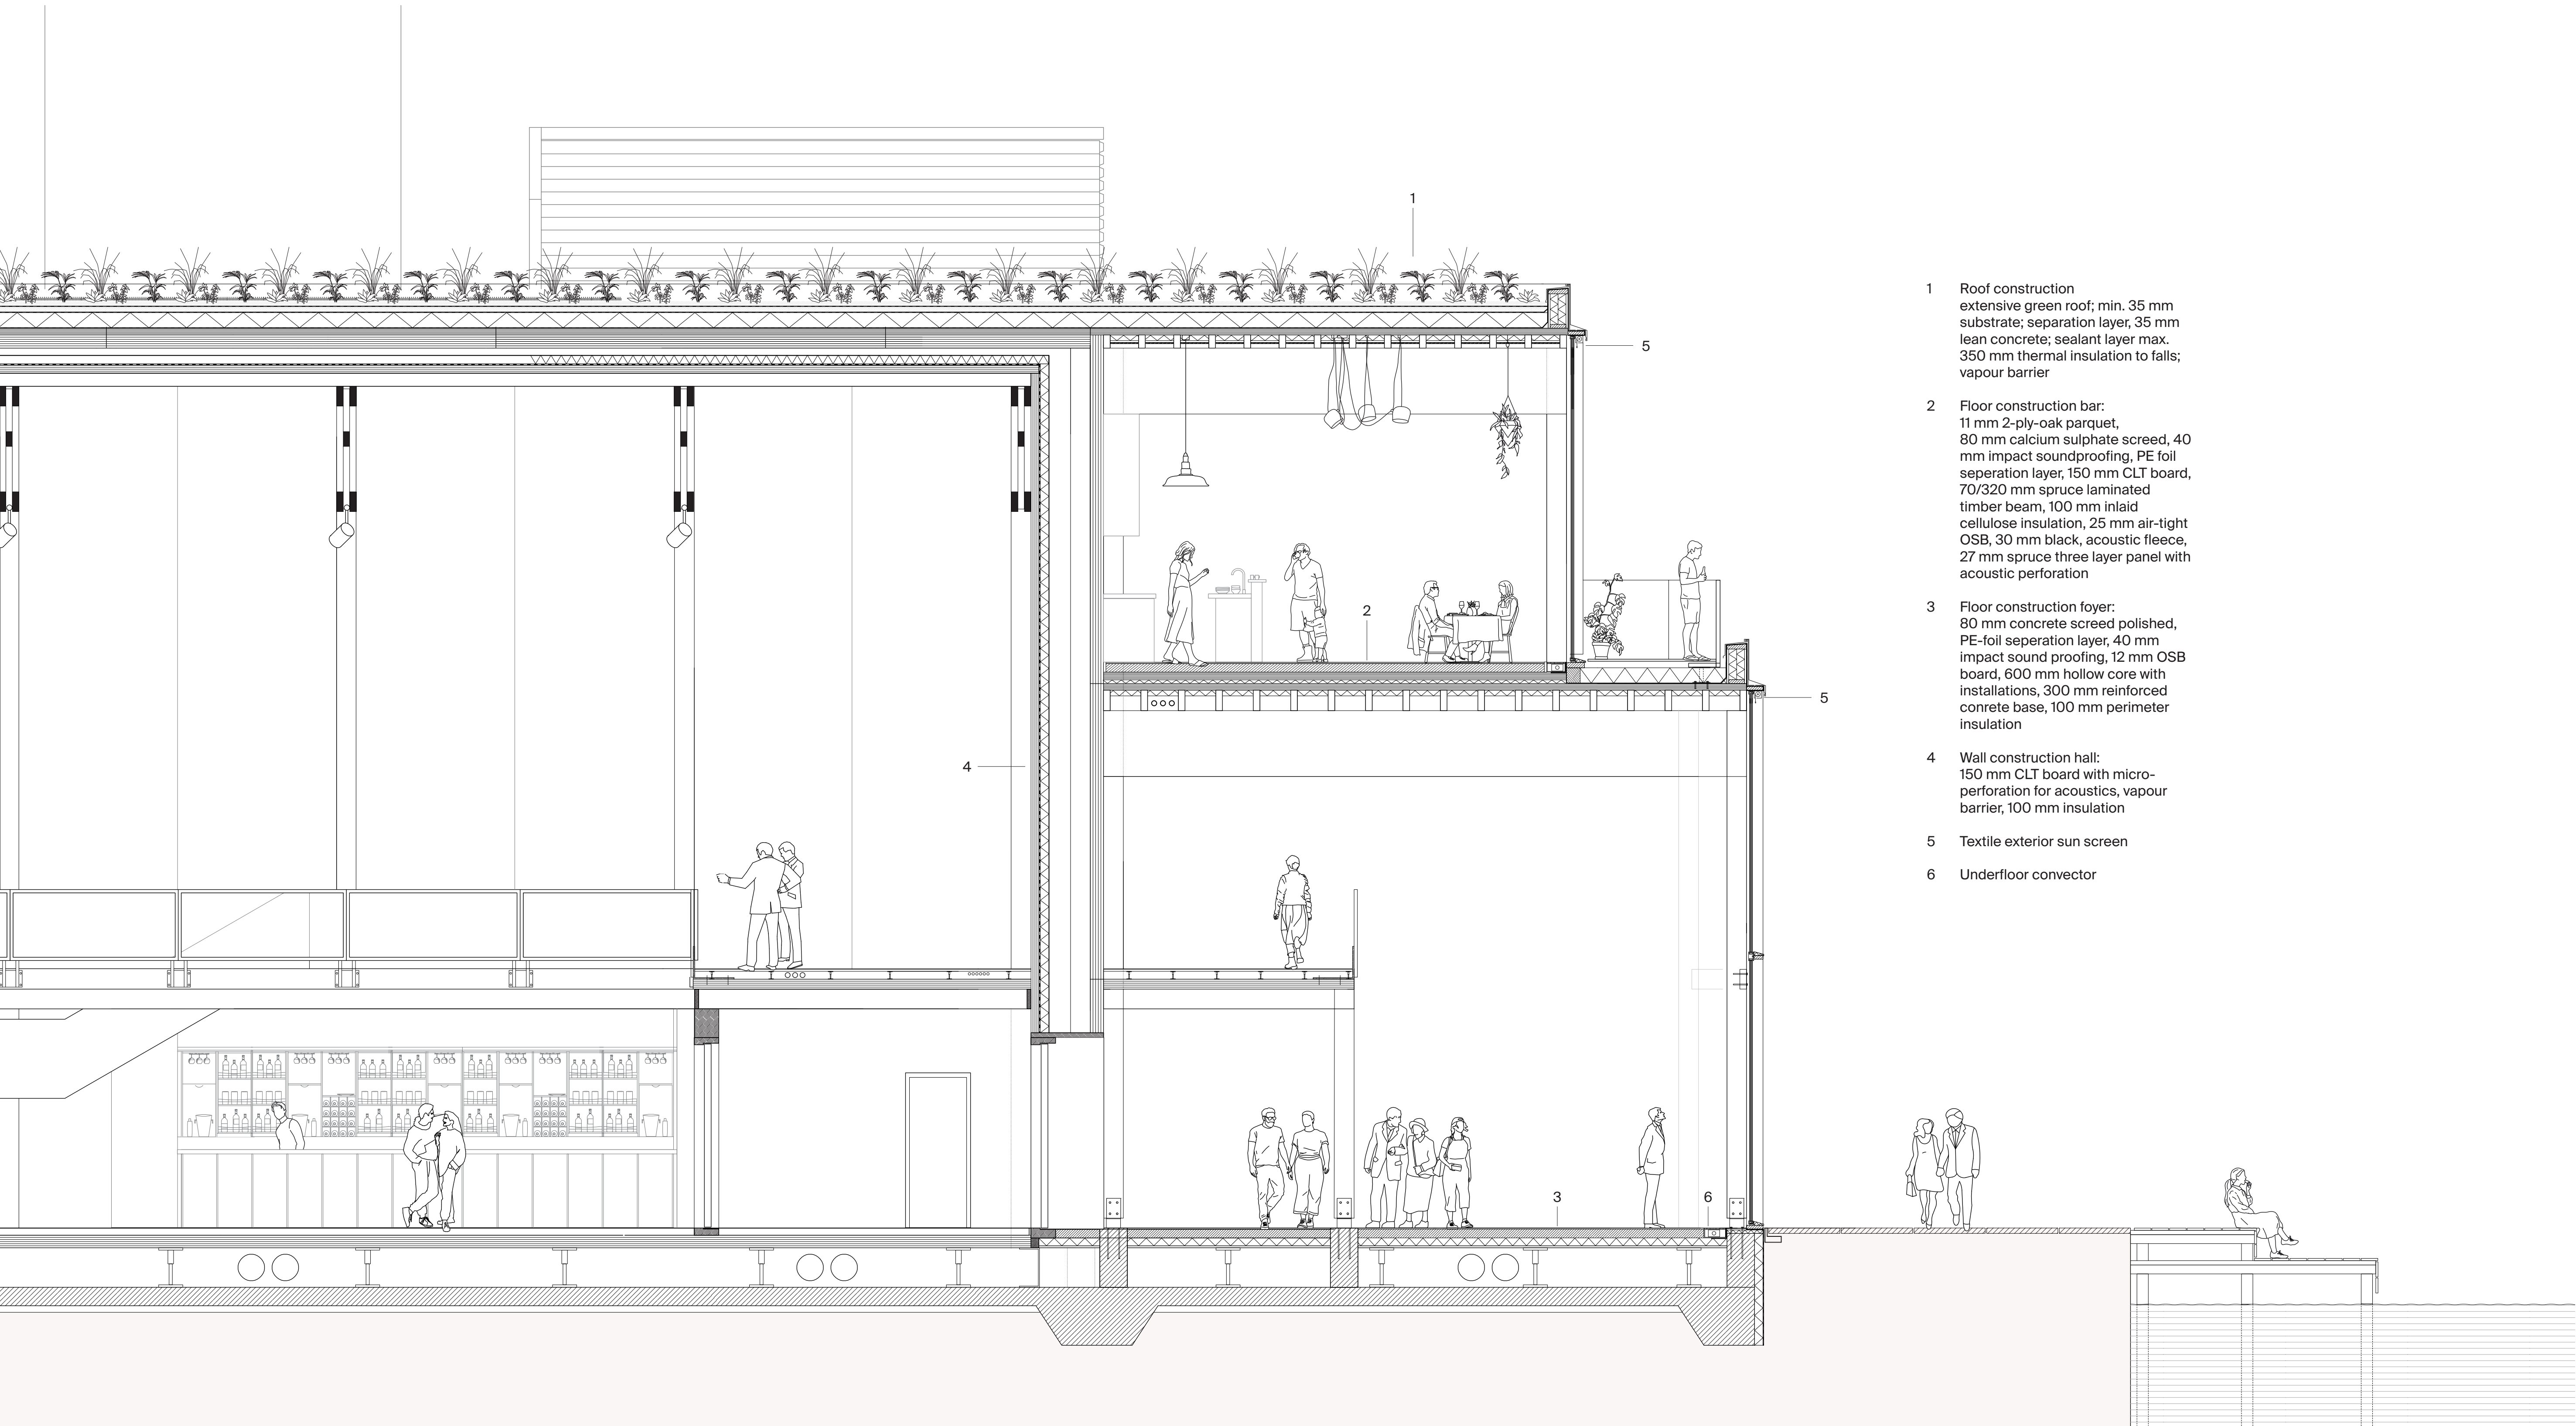 1
5
2
5
4
3
6
1 Roof construction
extensive green roof; min. 35 mm
substrate; separation layer, 35 mm
lean concrete; sealant layer max.
350 mm thermal insulation to falls;
vapour barrier
2 Floor construction bar:
11 mm 2-ply-oak parquet,
80 mm calcium sulphate screed, 40
mm impact soundproofing, PE foil
seperation layer, 150 mm CLT board,
70/320 mm spruce laminated
timber beam, 100 mm inlaid
cellulose insulation, 25 mm air-tight
OSB, 30 mm black, acoustic fleece,
27 mm spruce three layer panel with
acoustic perforation
3 Floor construction foyer:
80 mm concrete screed polished,
PE-foil seperation layer, 40 mm
impact sound proofing, 12 mm OSB
board, 600 mm hollow core with
installations, 300 mm reinforced
conrete base, 100 mm perimeter
insulation
4 Wall construction hall:
150 mm CLT board with micro-
perforation for acoustics, vapour
barrier, 100 mm insulation
5 Textile exterior sun screen
6 Underfloor convector